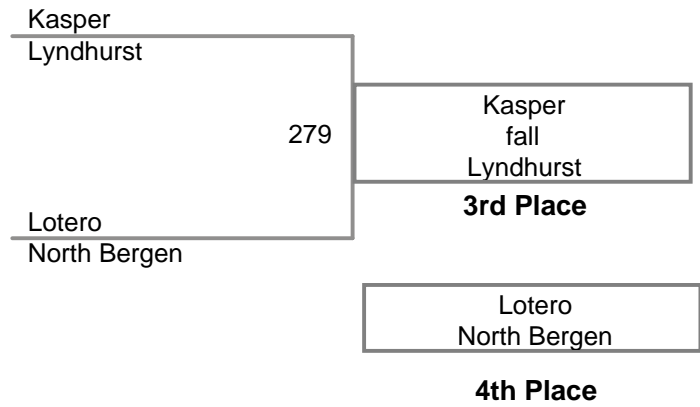 Kasper
Lyndhurst
279
Kasper
fall
Lyndhurst
3rd Place
Lotero
North Bergen
Lotero
North Bergen
4th Place